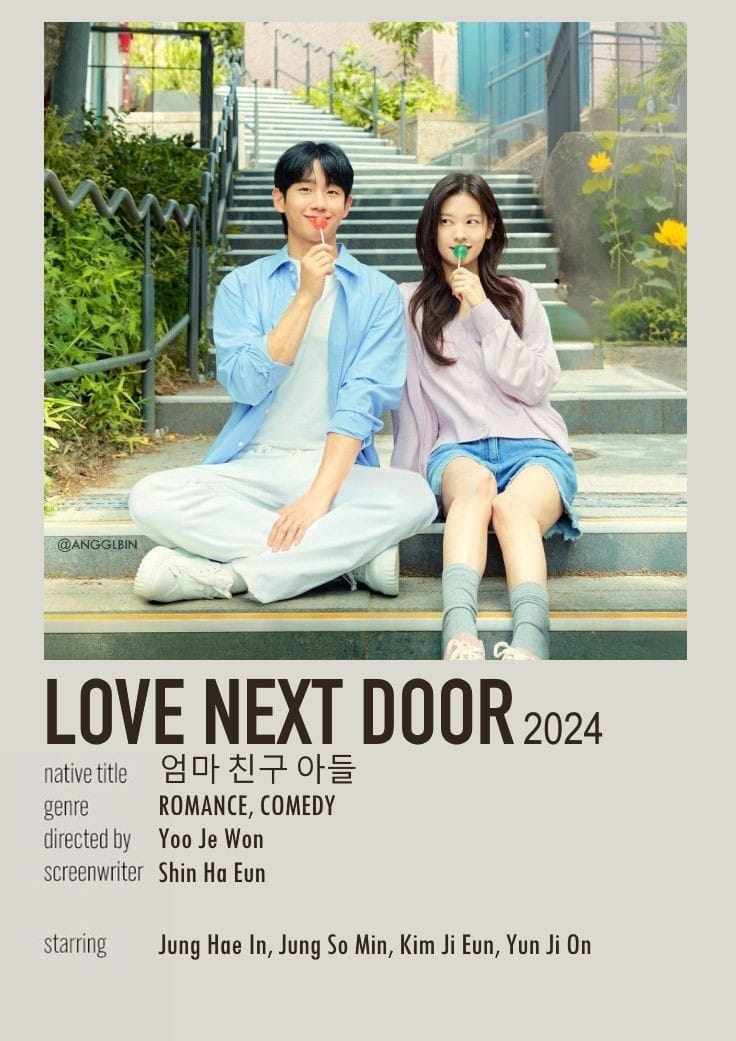 @ANGGLBIN
LOVE NEXT DOOR 2024
native title 엄마 친구 아들
genre ROMANCE, COMEDY
directed by Yoo Je Won
screenwriter Shin Ha Eun
starring Jung Hae In, Jung So Min, Kim Ji Eun, Yun Ji On